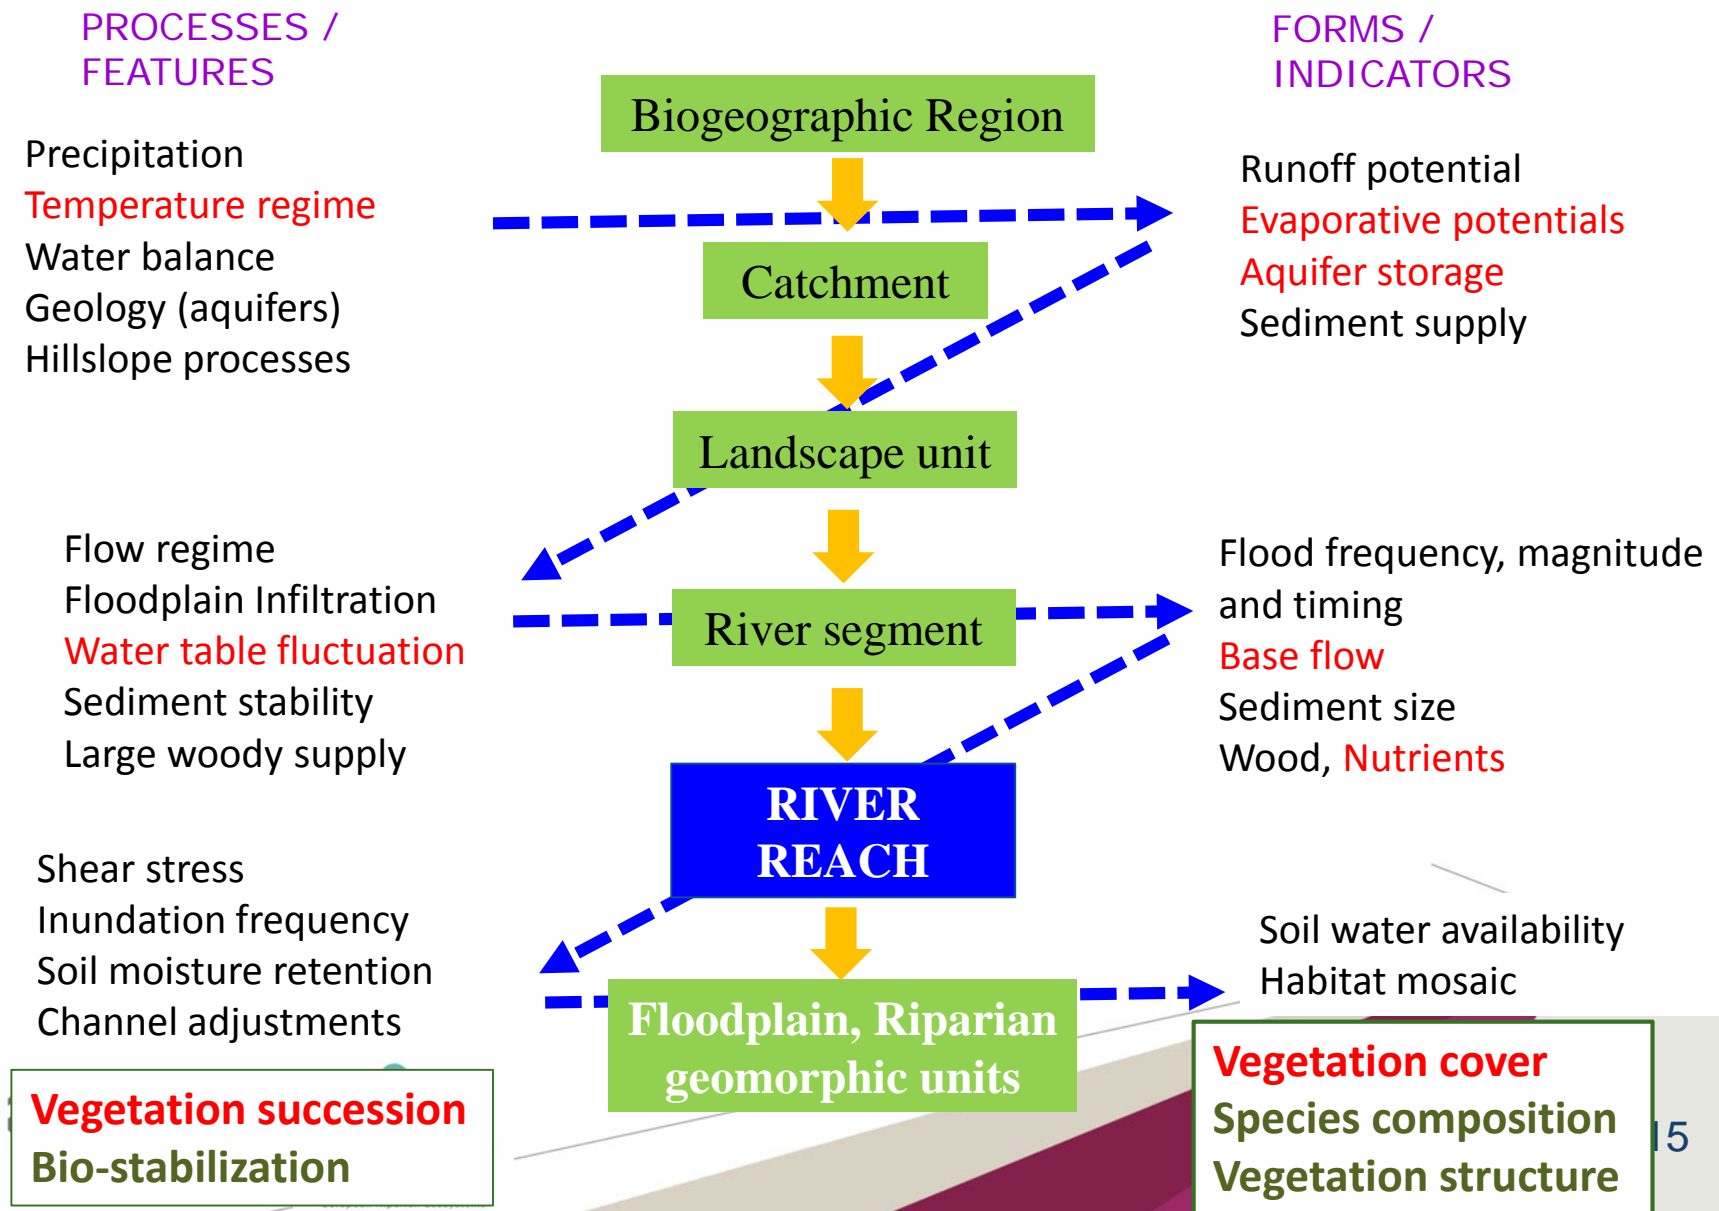 PROCESSES /
FEATURES
Precipitation
Temperature regime
Water balance
Geology (aquifers)
Hillslope processes
Flow regime
Floodplain Infiltration
Water table fluctuation
Sediment stability
Large woody supply
Shear stress
Inundation frequency
Soil moisture retention
Channel adjustments
Vegetation succession
Bio-stabilization
Biogeographic Region
Catchment
Landscape unit
River segment
RIVER
REACH
Floodplain, Riparian
geomorphic units
FORMS /
INDICATORS
Runoff potential
Evaporative potentials
Aquifer storage
Sediment supply
Flood frequency, magnitude
and timing
Base flow
Sediment size
Wood, Nutrients
Soil water availability
Habitat mosaic
Vegetation cover
Species composition
Vegetation structure
15